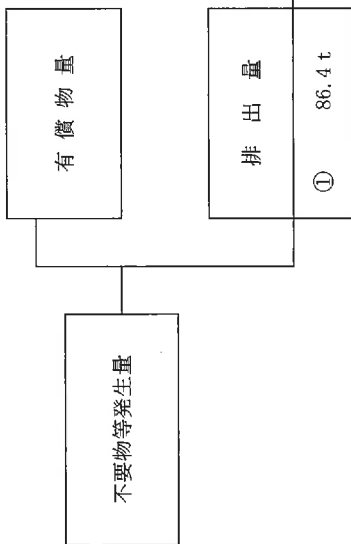 不要物等発生量
有償物量
排出量
① 86.4 t